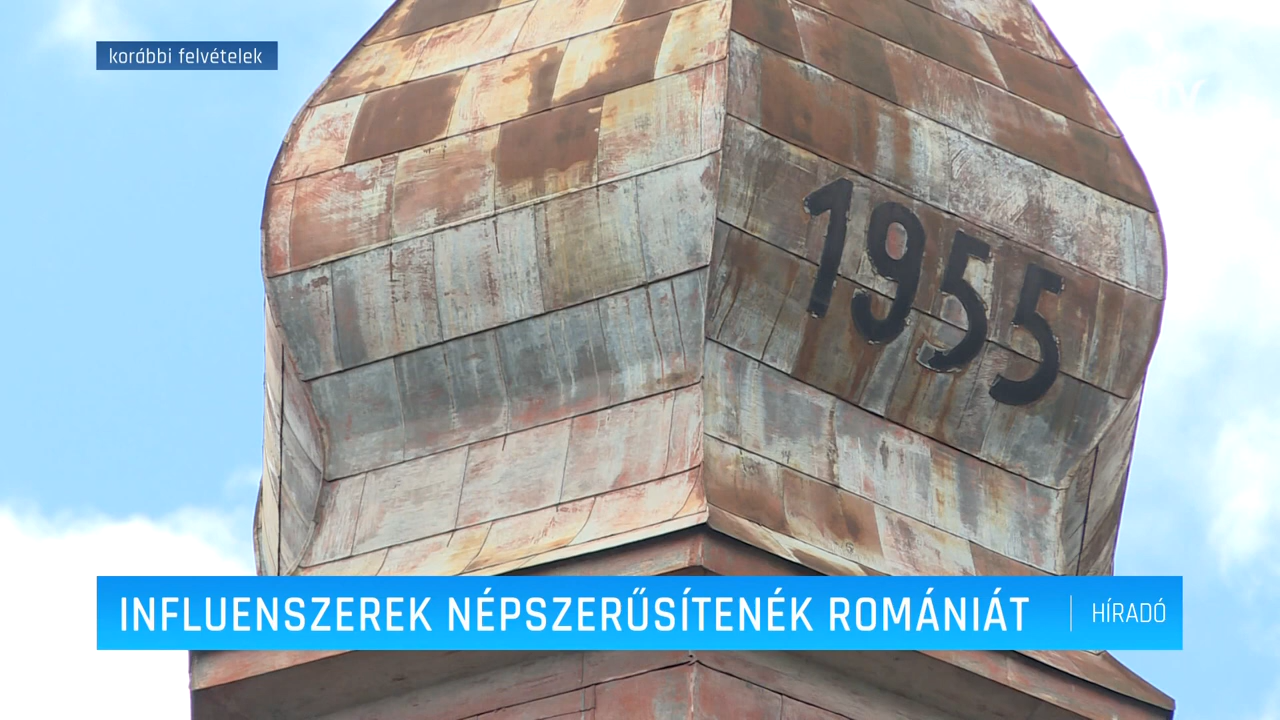 korábbi felvételek
1955
INFLUENSZEREK NÉPSZERŰSÍTENÉK ROMÁNIÁT
HÍRADÓ